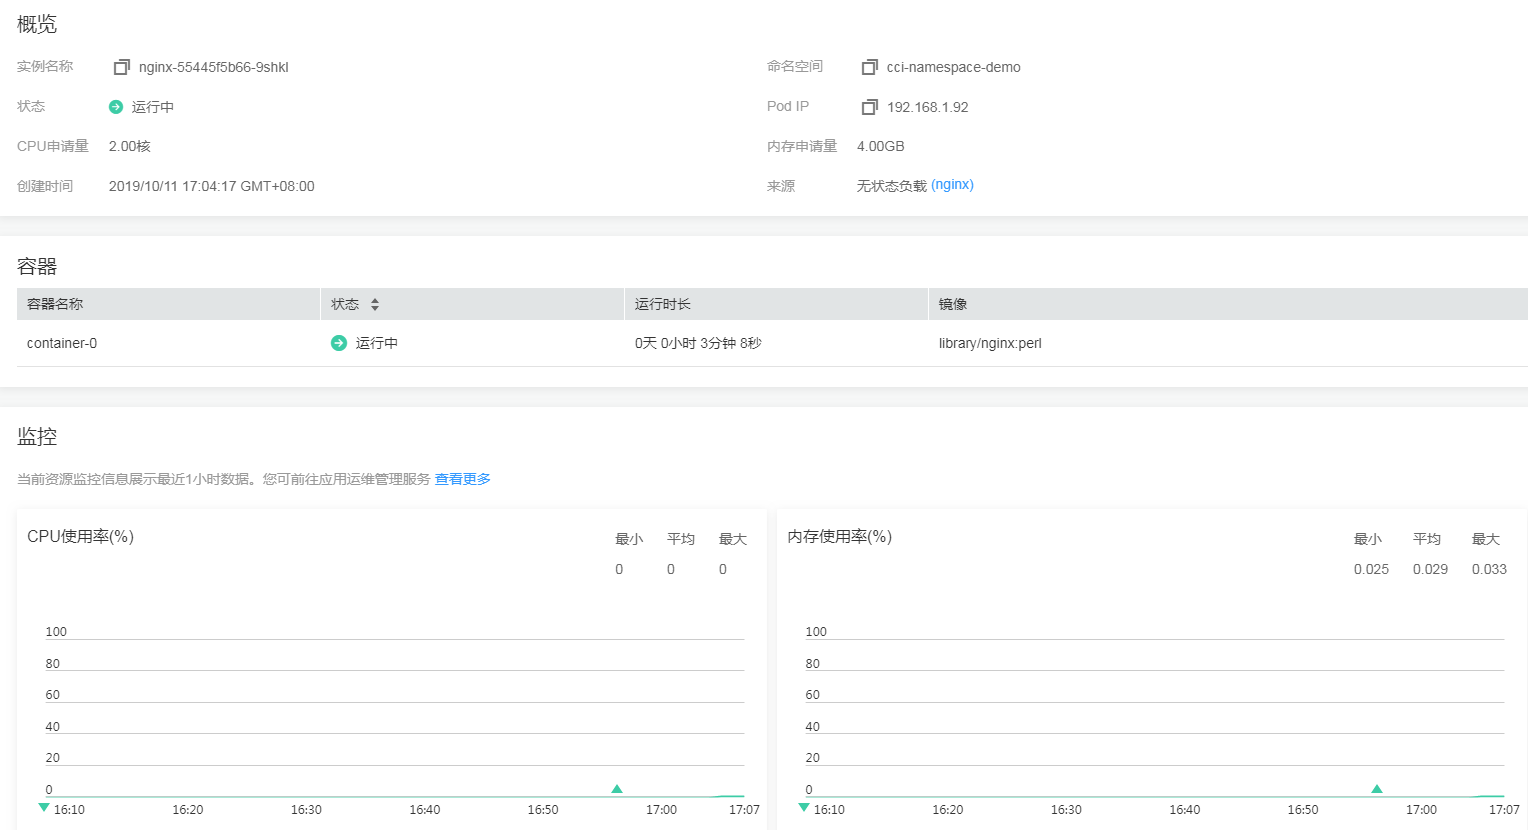 概览
实例名称 nginx-55445f5b66-9shkl 命名空间 cci-namespace-demo
状态 运行中 Pod IP 192.168.1.92
CPU申请量 2.00核 内存申请量 4.00GB
创建时间 2019/10/11 17:04:17 GMT+08:00 来源 无状态负载 (nginx)
容器
容器名称 状态 运行时长 镜像
container-0 运行中 0天 0小时 3分钟 8秒 library/nginx:perl
监控
当前资源监控信息展示最近1小时数据。您可前往应用运维管理服务 查看更多
CPU使用率(%) 最小 平均 最大
0 0 0
100
80
60
40
20
0
16:10 16:20 16:30 16:40 16:50 17:00 17:07
内存使用率(%) 最小 平均 最大
0.025 0.029 0.033
100
80
60
40
20
0
16:10 16:20 16:30 16:40 16:50 17:00 17:07